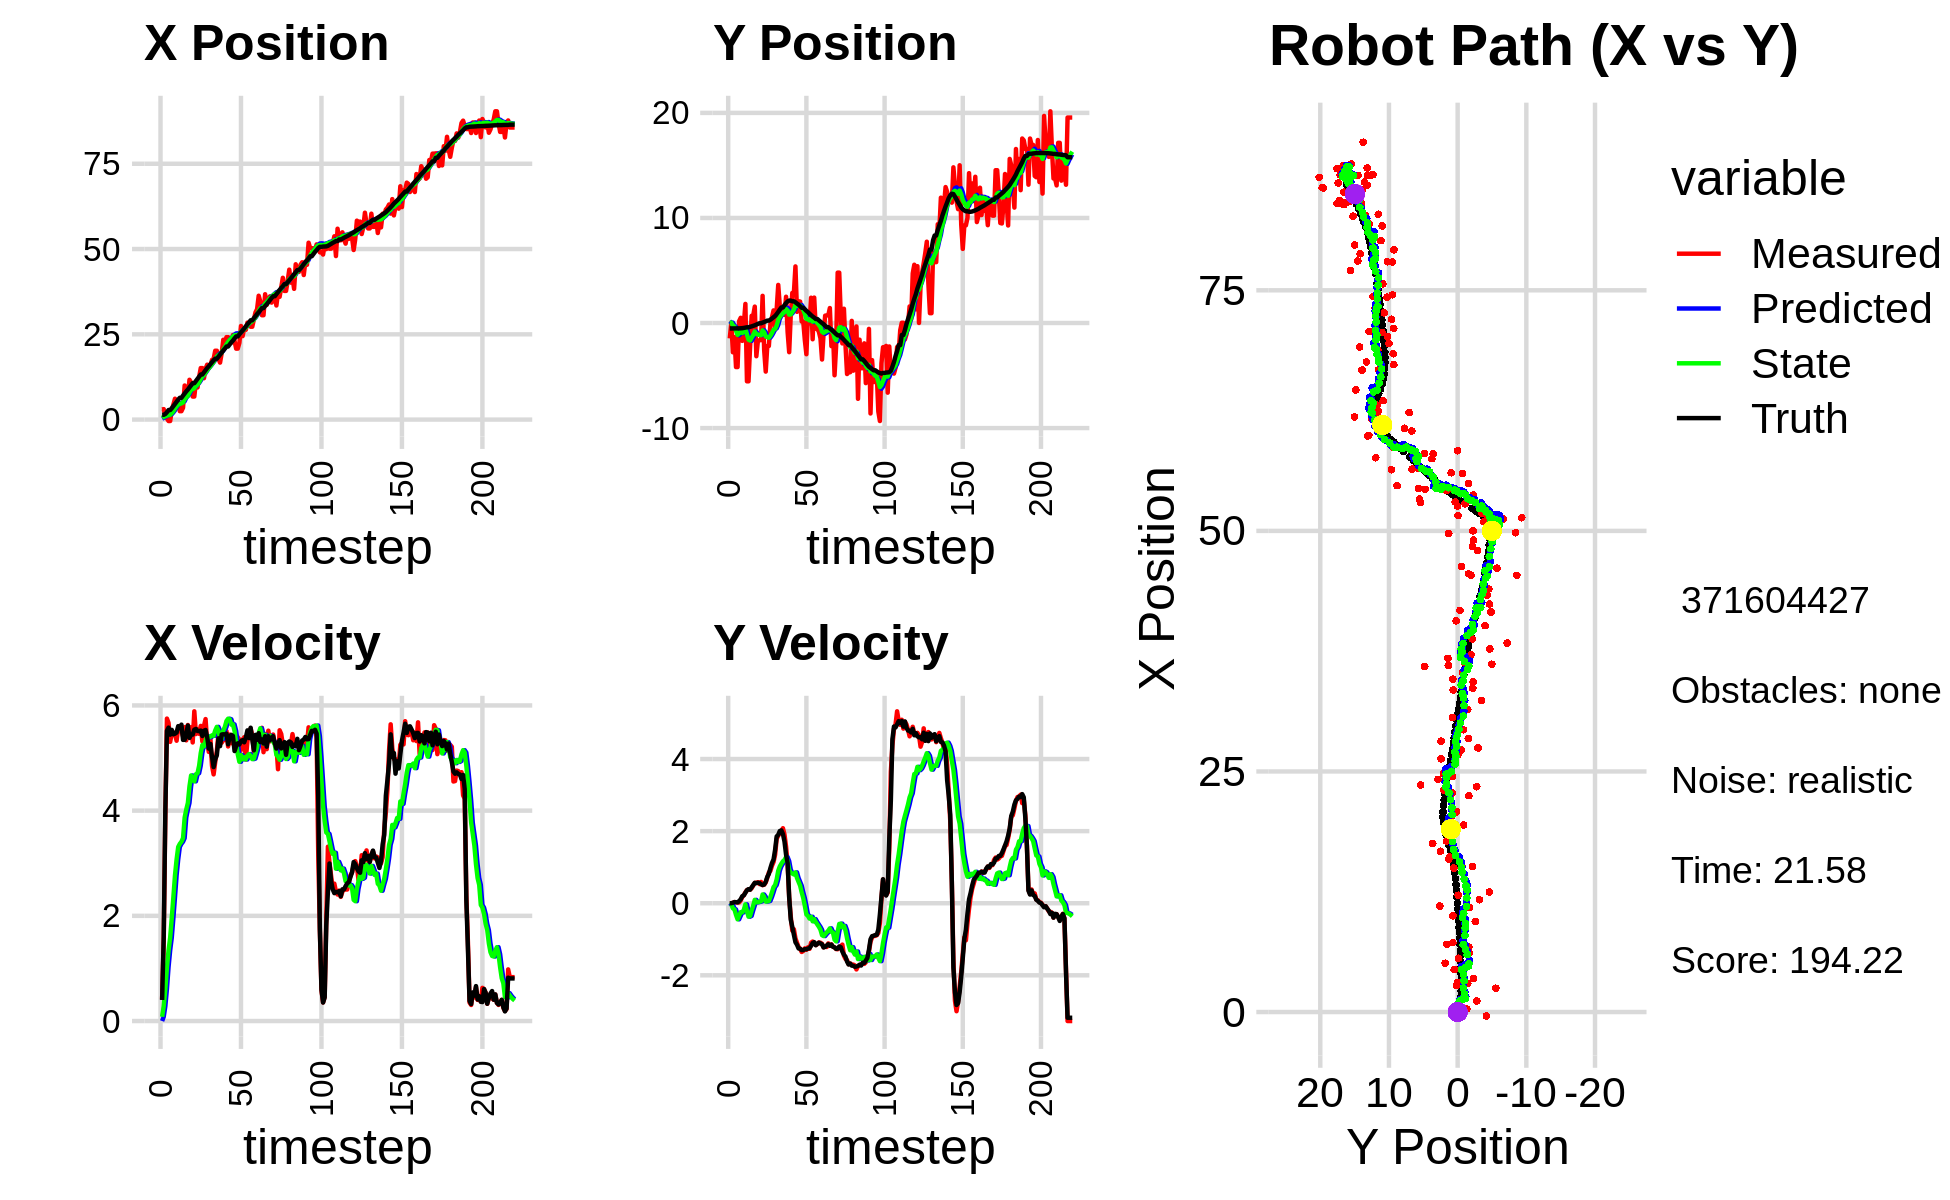 X Position
75
50
25
0
0
50
100
150
200
timestep
Y Position
20
10
0
-10
0
50
100
150
200
timestep
X Velocity
6
4
2
0
0
50
100
150
200
timestep
Y Velocity
4
2
0
-2
0
50
100
150
200
timestep
Robot Path (X vs Y)
X Position
75
50
25
0
20 10 0 -10 -20
Y Position
variable
Measured
Predicted
State
Truth
371604427
Obstacles: none
Noise: realistic
Time: 21.58
Score: 194.22